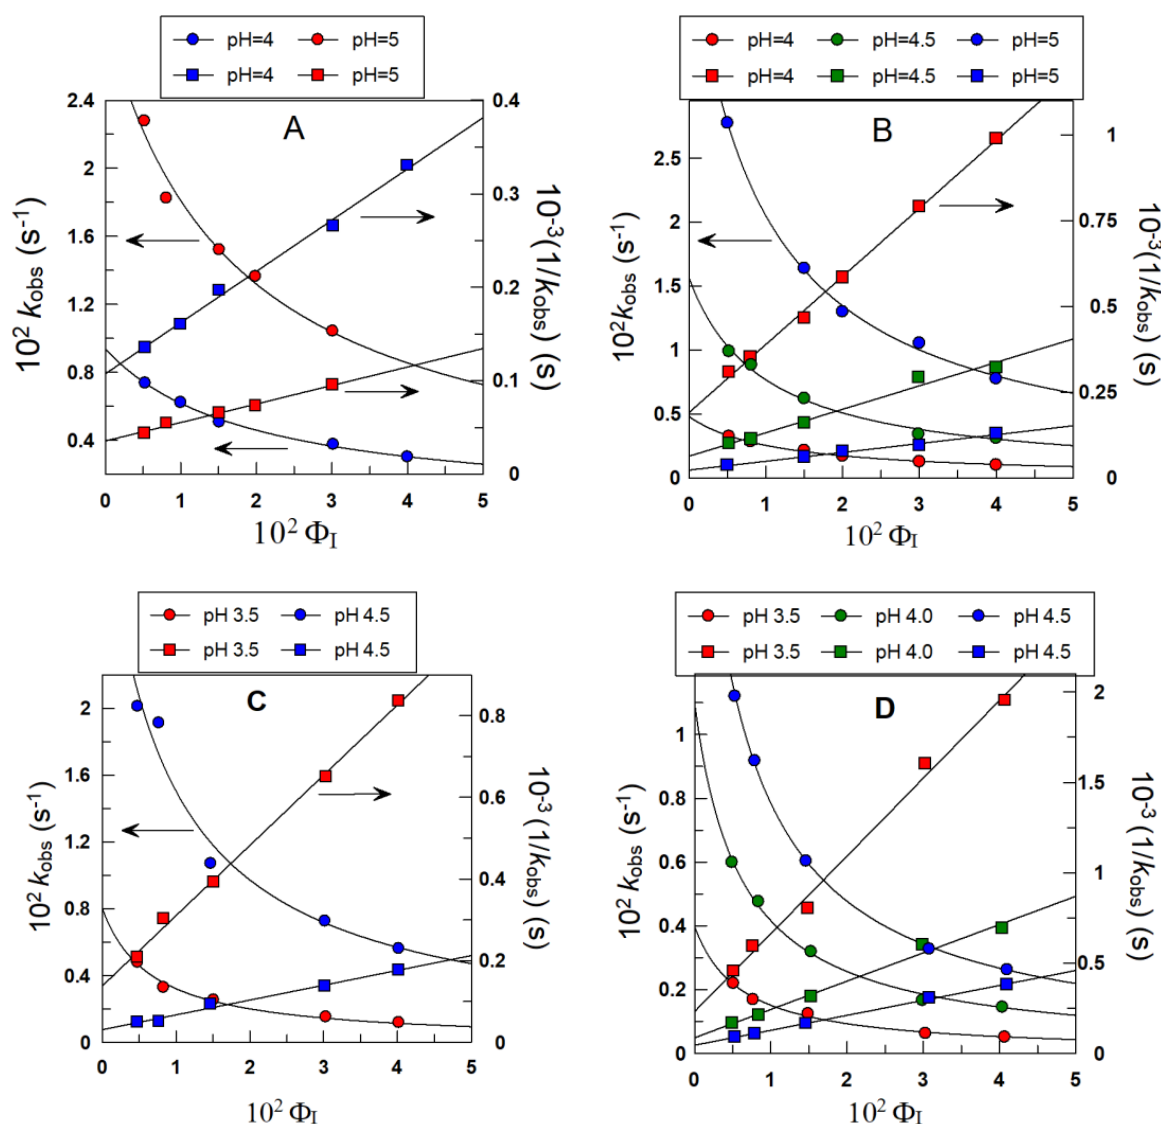 pH=4 pH=5
pH=4 pH=5
pH=4 pH=4.5 pH=5
pH=4 pH=4.5 pH=5
A
2.4
2
1.6
1.2
0.8
0.4
10² kobs (s⁻¹)
0.4
0.3
0.2
0.1
0
10⁻³(1/kobs) (s)
0 1 2 3 4 5
10² ΦI
B
2.5
2
1.5
1
0.5
0
10²kobs (s⁻¹)
1
0.75
0.5
0.25
0
10⁻³(1/kobs) (s)
0 1 2 3 4 5
10² ΦI
pH 3.5 pH 4.5
pH 3.5 pH 4.5
pH 3.5 pH 4.0 pH 4.5
pH 3.5 pH 4.0 pH 4.5
C
2
1.6
1.2
0.8
0.4
0
10² kobs (s⁻¹)
0.8
0.6
0.4
0.2
0
10⁻³(1/kobs) (s)
0 1 2 3 4 5
10² ΦI
D
1
0.8
0.6
0.4
0.2
0
10² kobs (s⁻¹)
2
1.5
1
0.5
0
10⁻³(1/kobs) (s)
0 1 2 3 4 5
10² ΦI